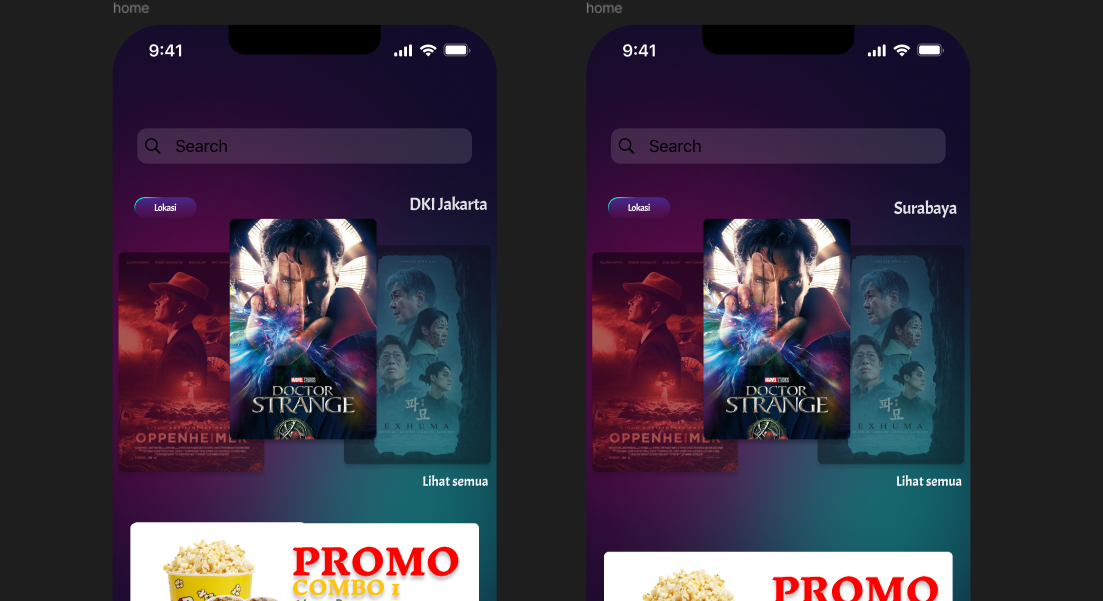 home
9:41
Search
Lokasi
DKI Jakarta
OPPENHEIMER
MARVEL STUDIOS
DOCTOR
STRANGE
파묘
EXHUMA
Lihat semua
PROMO
COMBO 1
home
9:41
Search
Lokasi
Surabaya
OPPENHEIMER
MARVEL STUDIOS
DOCTOR
STRANGE
파묘
EXHUMA
Lihat semua
PROMO